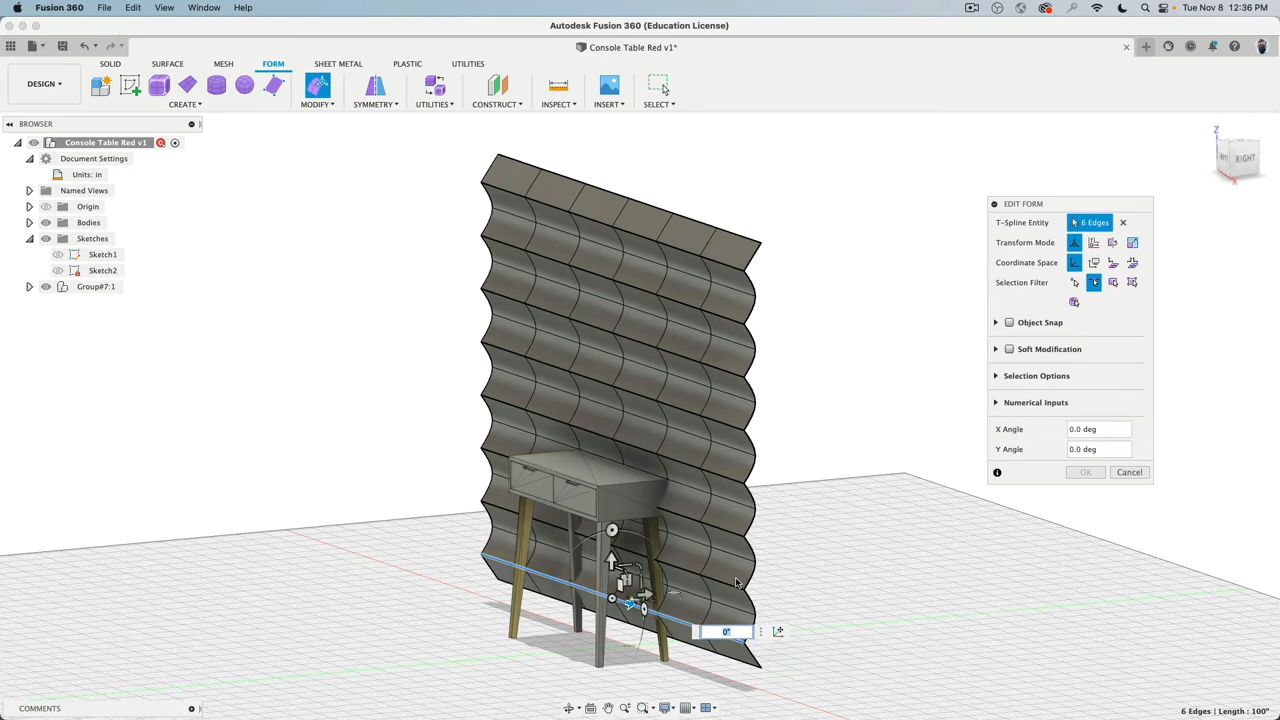 Fusion 360 File Edit View Window Help Tue Nov 8 12:36 PM
Autodesk Fusion 360 (Education License)
Console Table Red v1*
SOLID SURFACE MESH FORM SHEET METAL PLASTIC UTILITIES
DESIGN
CREATE MODIFY SYMMETRY UTILITIES CONSTRUCT INSPECT INSERT SELECT
BROWSER
Console Table Red v1
Document Settings
Units: in
Named Views
Origin
Bodies
Sketches
Sketch1
Sketch2
Group#7:1
Z
RIGHT
X
EDIT FORM
T-Spline Entity 6 Edges
Transform Mode
Coordinate Space
Selection Filter
Object Snap
Soft Modification
Selection Options
Numerical Inputs
X Angle 0.0 deg
Y Angle 0.0 deg
OK Cancel
0°
COMMENTS
6 Edges | Length : 100"